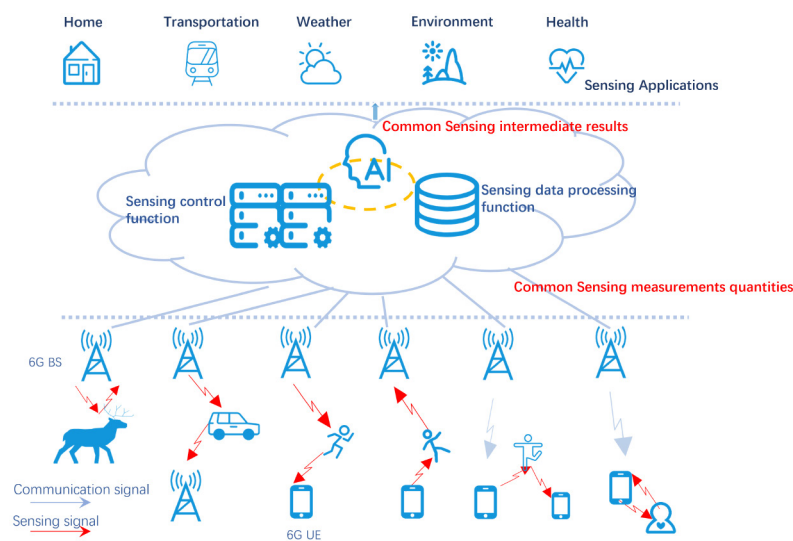 Home
Transportation
Weather
Environment
Health
Sensing Applications
Common Sensing intermediate results
AI
Sensing control
function
Sensing data processing
function
Common Sensing measurements quantities
6G BS
Communication signal
Sensing signal
6G UE